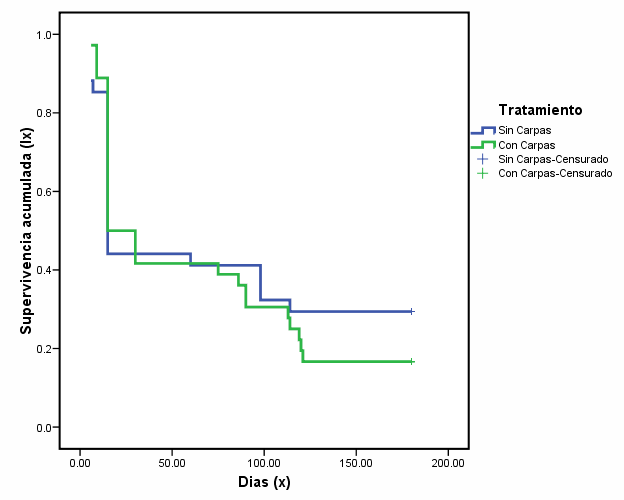 Supervivencia acumulada (lx)
1.0
0.8
0.6
0.4
0.2
0.0
0.00 50.00 100.00 150.00 200.00
Dias (x)
Tratamiento
Sin Carpas
Con Carpas
Sin Carpas-Censurado
Con Carpas-Censurado